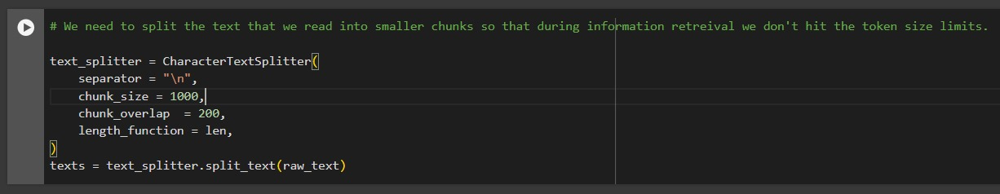 # We need to split the text that we read into smaller chunks so that during information retreival we don't hit the token size limits.
text_splitter = CharacterTextSplitter(
    separator = "\n",
    chunk_size = 1000,
    chunk_overlap  = 200,
    length_function = len,
)
texts = text_splitter.split_text(raw_text)